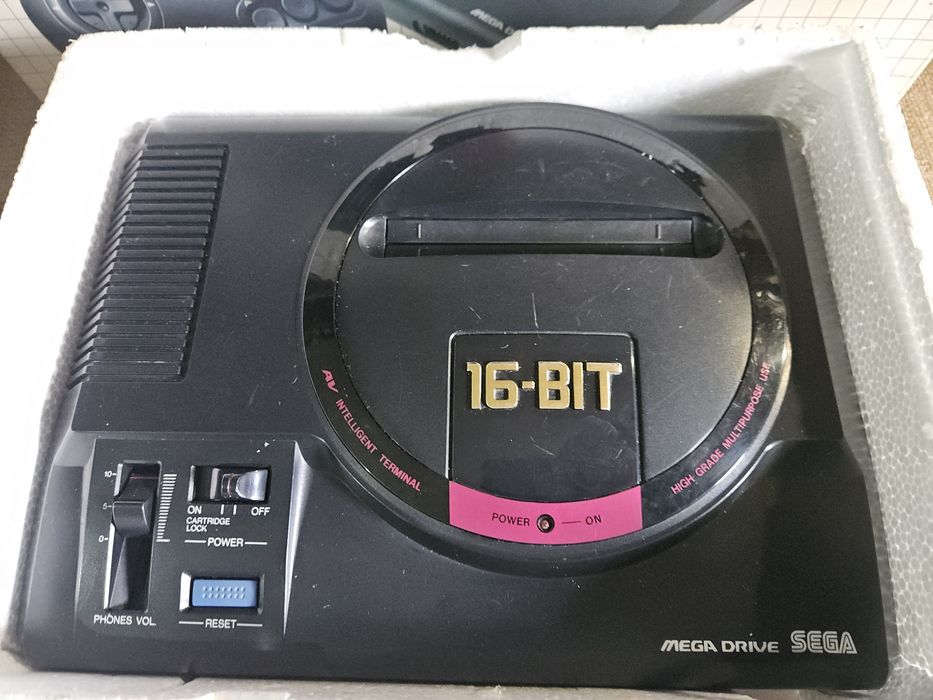 MEGA D
16-BIT
AV INTELLIGENT TERMINAL
HIGH GRADE MULTIPURPOSE USE
POWER ON
10
5
0
PHONES VOL.
ON OFF
CARTRIDGE
LOCK
POWER
RESET
MEGA DRIVE SEGA